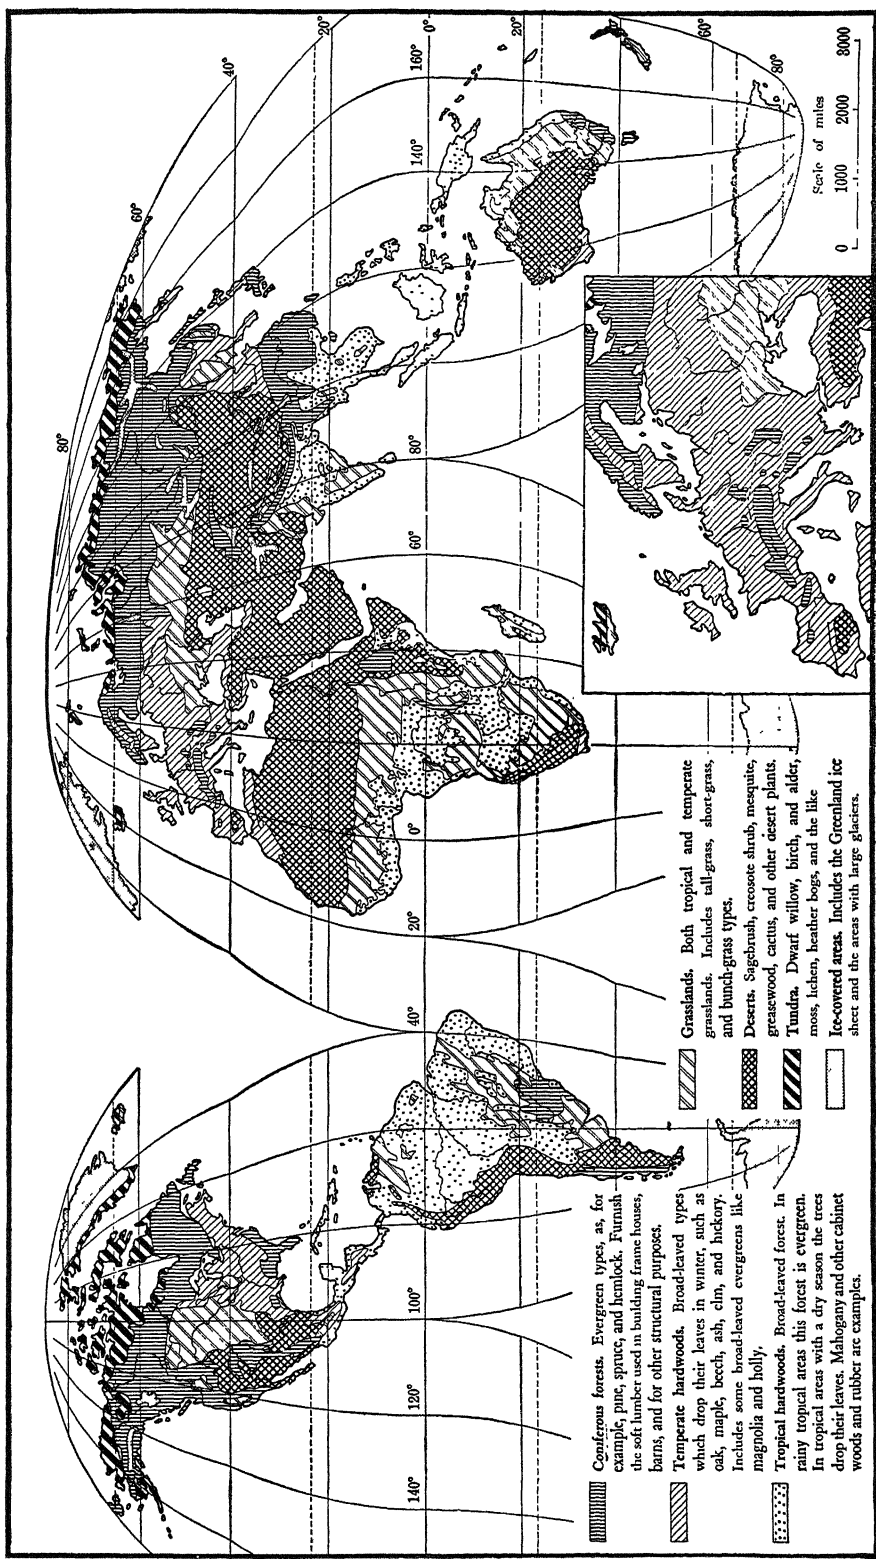 80°
60°
40°
20°
0°
20°
60°
80°
140°
120°
100°
40°
20°
0°
60°
80°
140°
160°
Scale of miles
0 1000 2000 3000
Coniferous forests. Evergreen types, as, for
example, pine, spruce, and hemlock. Furnish
the soft lumber used in building frame houses,
barns, and for other structural purposes.
Temperate hardwoods. Broad-leaved types
which drop their leaves in winter, such as
oak, maple, beech, ash, elm, and hickory.
Includes some broad-leaved evergreens like
magnolia and holly.
Tropical hardwoods. Broad-leaved forest. In
rainy tropical areas this forest is evergreen.
In tropical areas with a dry season the trees
drop their leaves. Mahogany and other cabinet
woods and rubber are examples.
Grasslands. Both tropical and temperate
grasslands. Includes tall-grass, short-grass,
and bunch-grass types.
Deserts. Sagebrush, creosote shrub, mesquite,
greasewood, cactus, and other desert plants.
Tundra. Dwarf willow, birch, and alder,
moss, lichen, heather bogs, and the like
Ice-covered areas. Includes the Greenland ice
sheet and the areas with large glaciers.